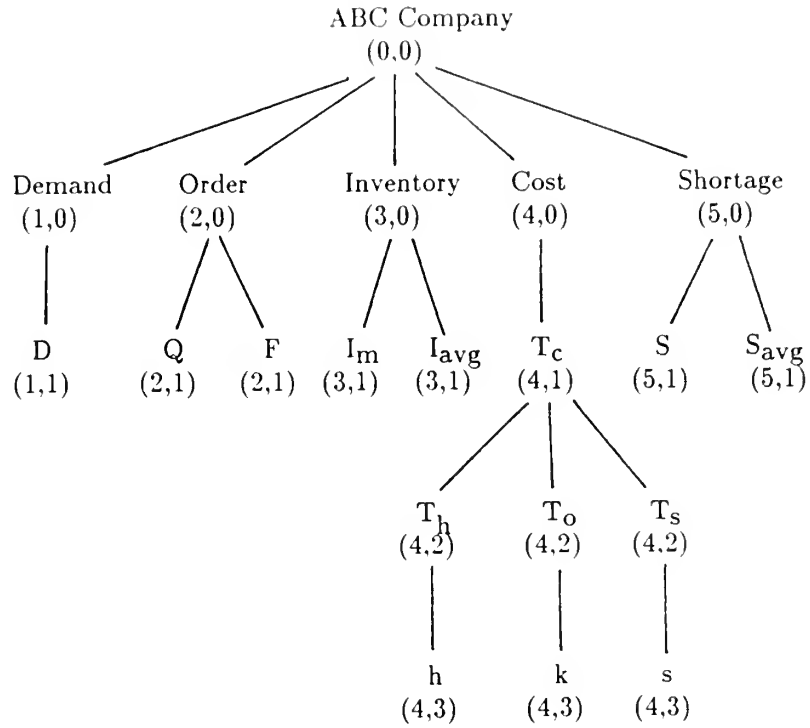 ABC Company
(0,0)
Demand Order Inventory Cost Shortage
(1,0) (2,0) (3,0) (4,0) (5,0)
D Q F I_m I_avg T_c S S_avg
(1,1) (2,1) (2,1) (3,1) (3,1) (4,1) (5,1) (5,1)
T_h T_o T_s
(4,2) (4,2) (4,2)
h k s
(4,3) (4,3) (4,3)